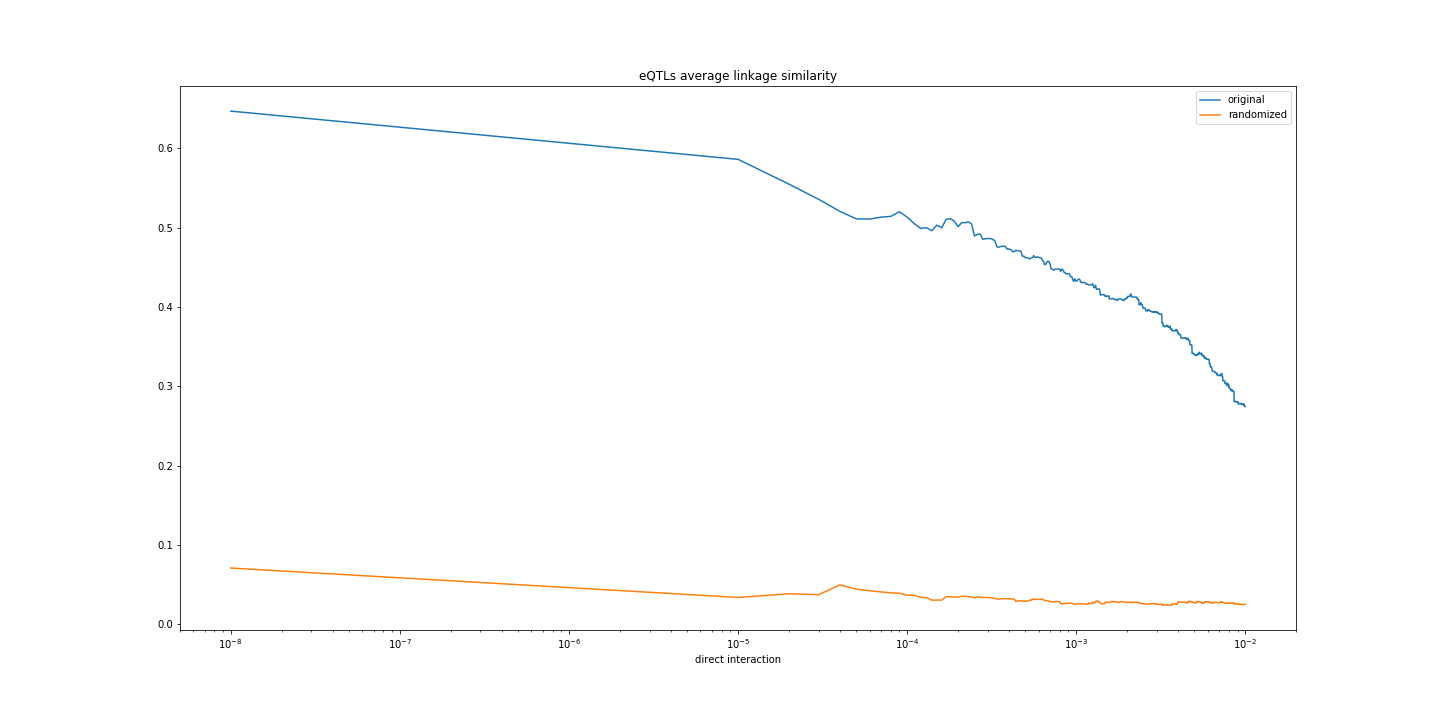 eQTLs average linkage similarity
original
randomized
0.6
0.5
0.4
0.3
0.2
0.1
0.0
10⁻⁸ 10⁻⁷ 10⁻⁶ 10⁻⁵ 10⁻⁴ 10⁻³ 10⁻²
direct interaction